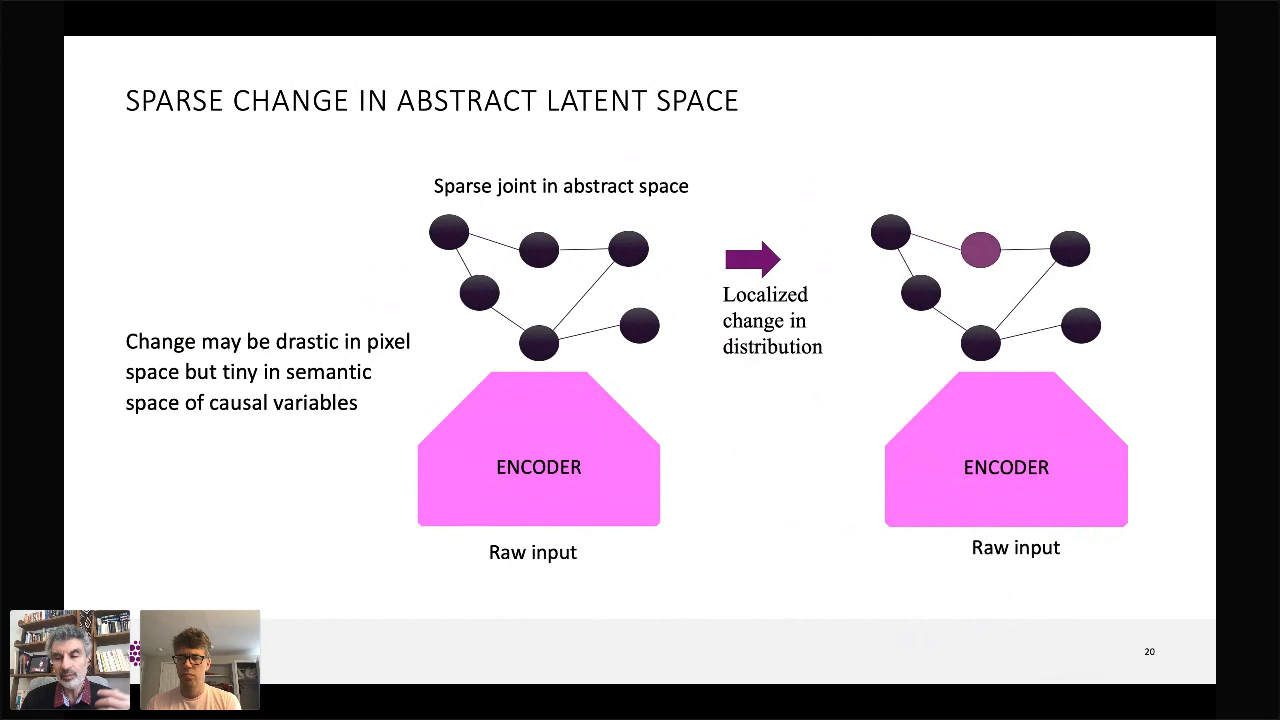 SPARSE CHANGE IN ABSTRACT LATENT SPACE
Sparse joint in abstract space
Localized
change in
distribution
Change may be drastic in pixel
space but tiny in semantic
space of causal variables
ENCODER
ENCODER
Raw input
Raw input
20